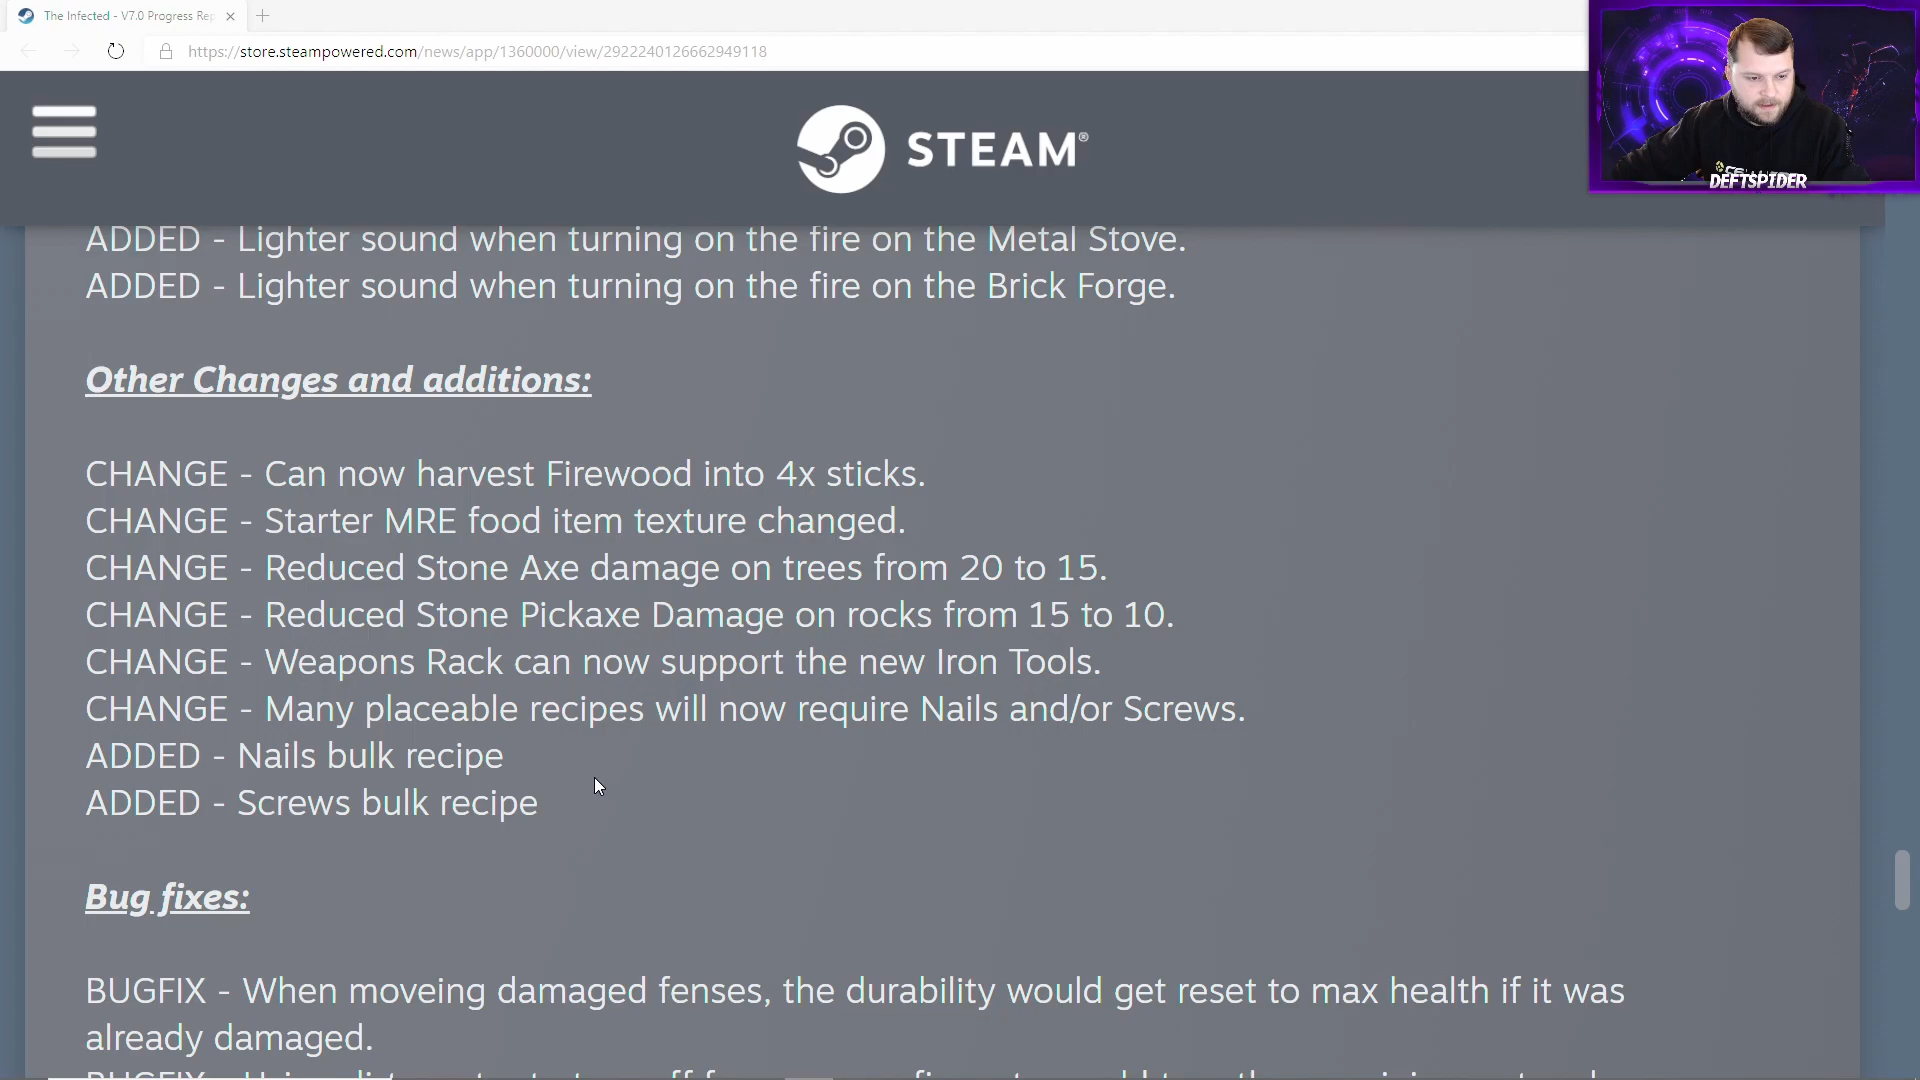 The Infected - V7.0 Progress Rep
https://store.steampowered.com/news/app/1360000/view/2922240126662949118
STEAM®
DEFTSPIDER
ADDED - Lighter sound when turning on the fire on the Metal Stove.
ADDED - Lighter sound when turning on the fire on the Brick Forge.
Other Changes and additions:
CHANGE - Can now harvest Firewood into 4x sticks.
CHANGE - Starter MRE food item texture changed.
CHANGE - Reduced Stone Axe damage on trees from 20 to 15.
CHANGE - Reduced Stone Pickaxe Damage on rocks from 15 to 10.
CHANGE - Weapons Rack can now support the new Iron Tools.
CHANGE - Many placeable recipes will now require Nails and/or Screws.
ADDED - Nails bulk recipe
ADDED - Screws bulk recipe
Bug fixes:
BUGFIX - When moveing damaged fenses, the durability would get reset to max health if it was
already damaged.